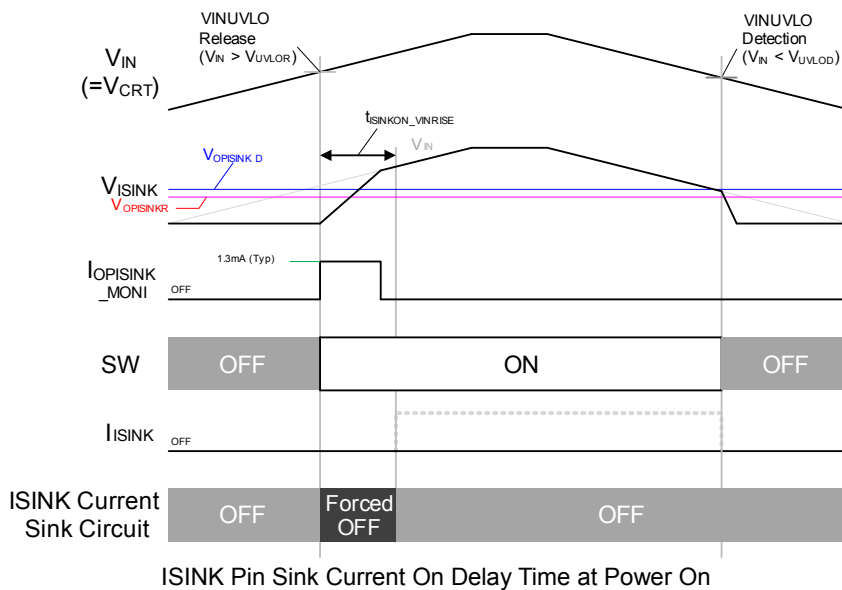 VINUVLO
Release
(VIN > VUVLOR)
VINUVLO
Detection
(VIN < VUVLOD)
VIN
(=VCRT)
tISINKON_VINRISE
VIN
VOPISINK D
VISINK
VOPISINKR
IOPISINK
_MONI
1.3mA (Typ)
OFF
SW
OFF
ON
OFF
IISINK
OFF
ISINK Current
Sink Circuit
OFF
Forced
OFF
OFF
ISINK Pin Sink Current On Delay Time at Power On